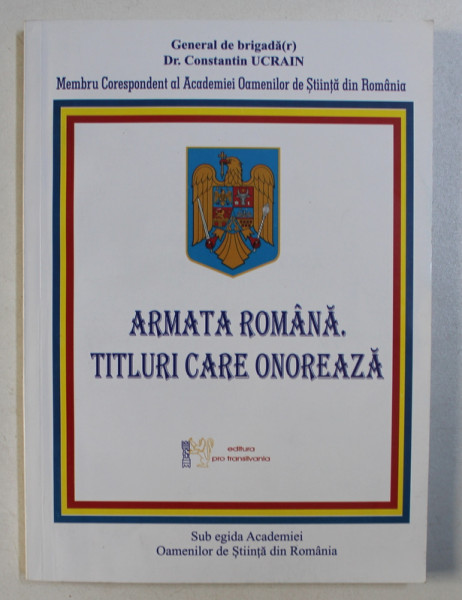 General de brigadă(r)
Dr. Constantin UCRAIN
Membru Corespondent al Academiei Oamenilor de Știință din România
ARMATA ROMÂNĂ.
TITLURI CARE ONOREAZĂ
editura
pro transilvania
Sub egida Academiei
Oamenilor de Știință din România